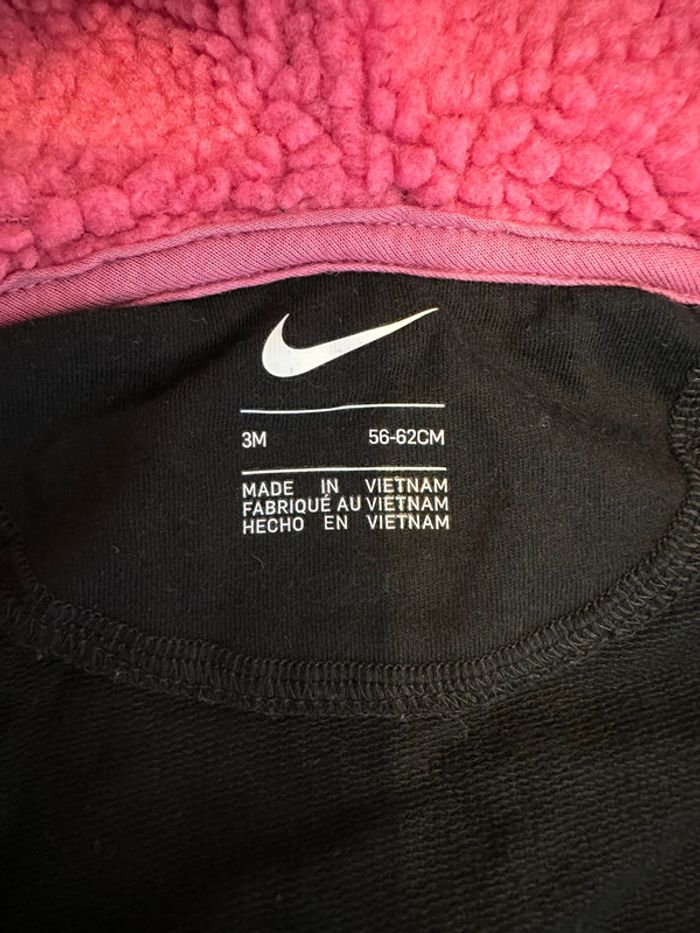 3M 56-62CM
MADE IN VIETNAM
FABRIQUÉ AU VIETNAM
HECHO EN VIETNAM